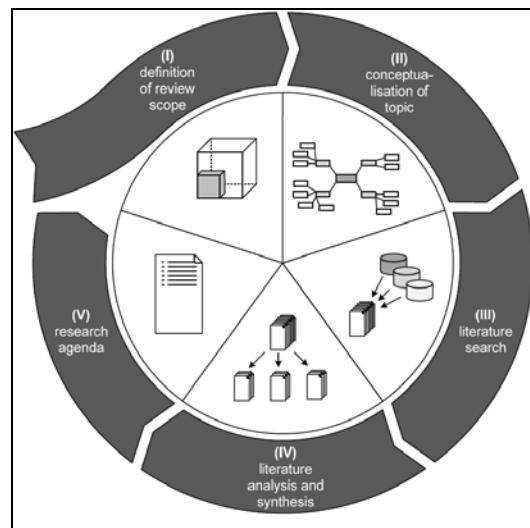 (I)
definition
of review
scope
(II)
conceptua-
lisation of
topic
(III)
literature
search
(IV)
literature
analysis and
synthesis
(V)
research
agenda